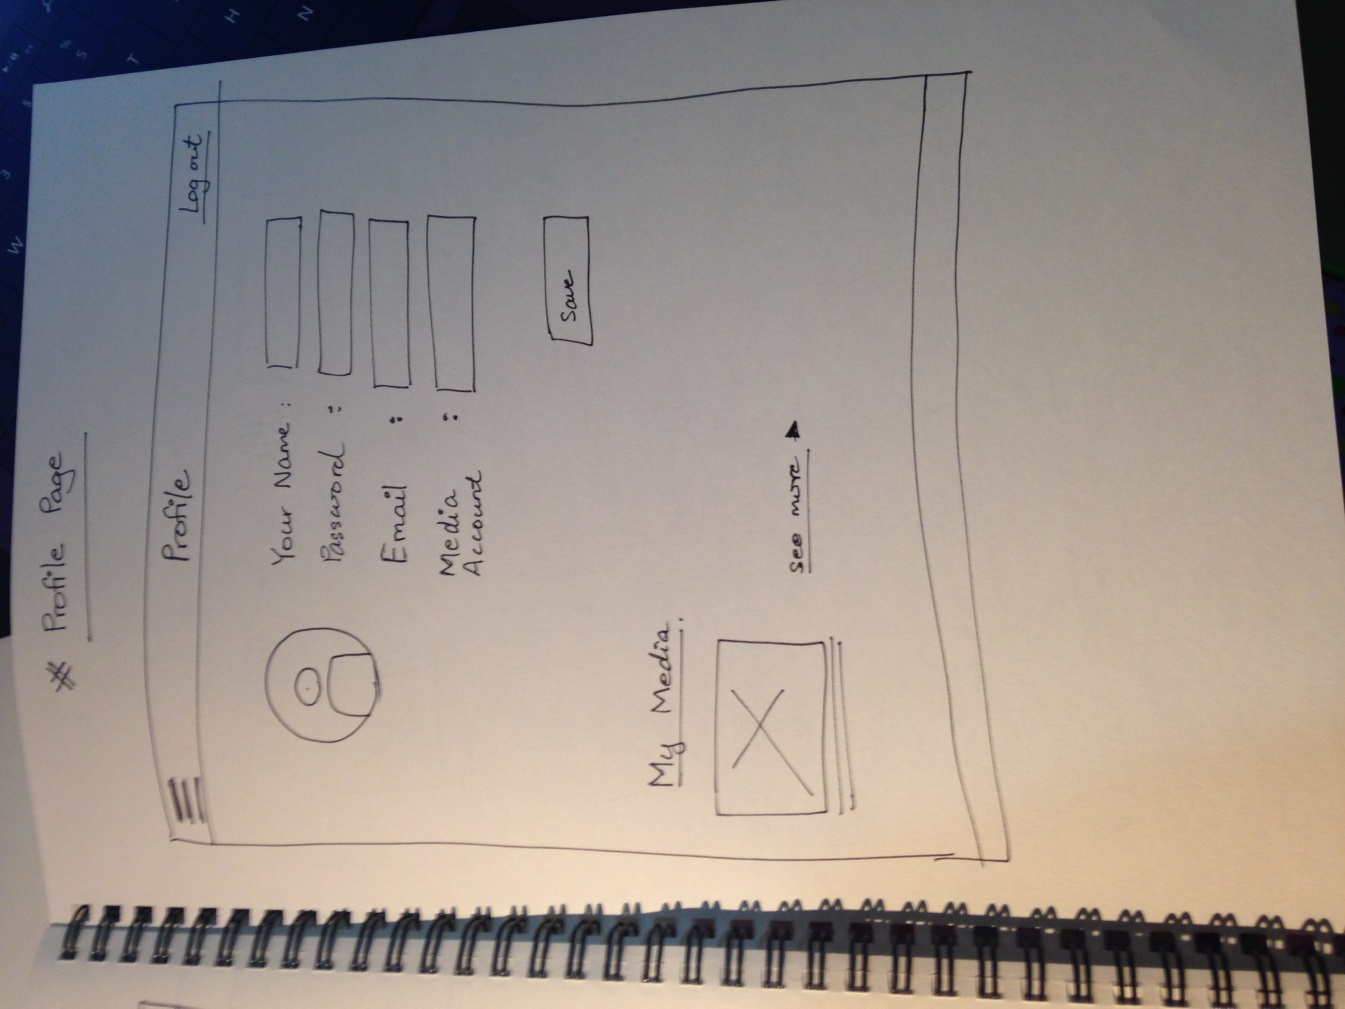 * Profile Page
Profile
Log out
Your Name :
Password :
Email :
Media :
Account
Save
My Media.
see more